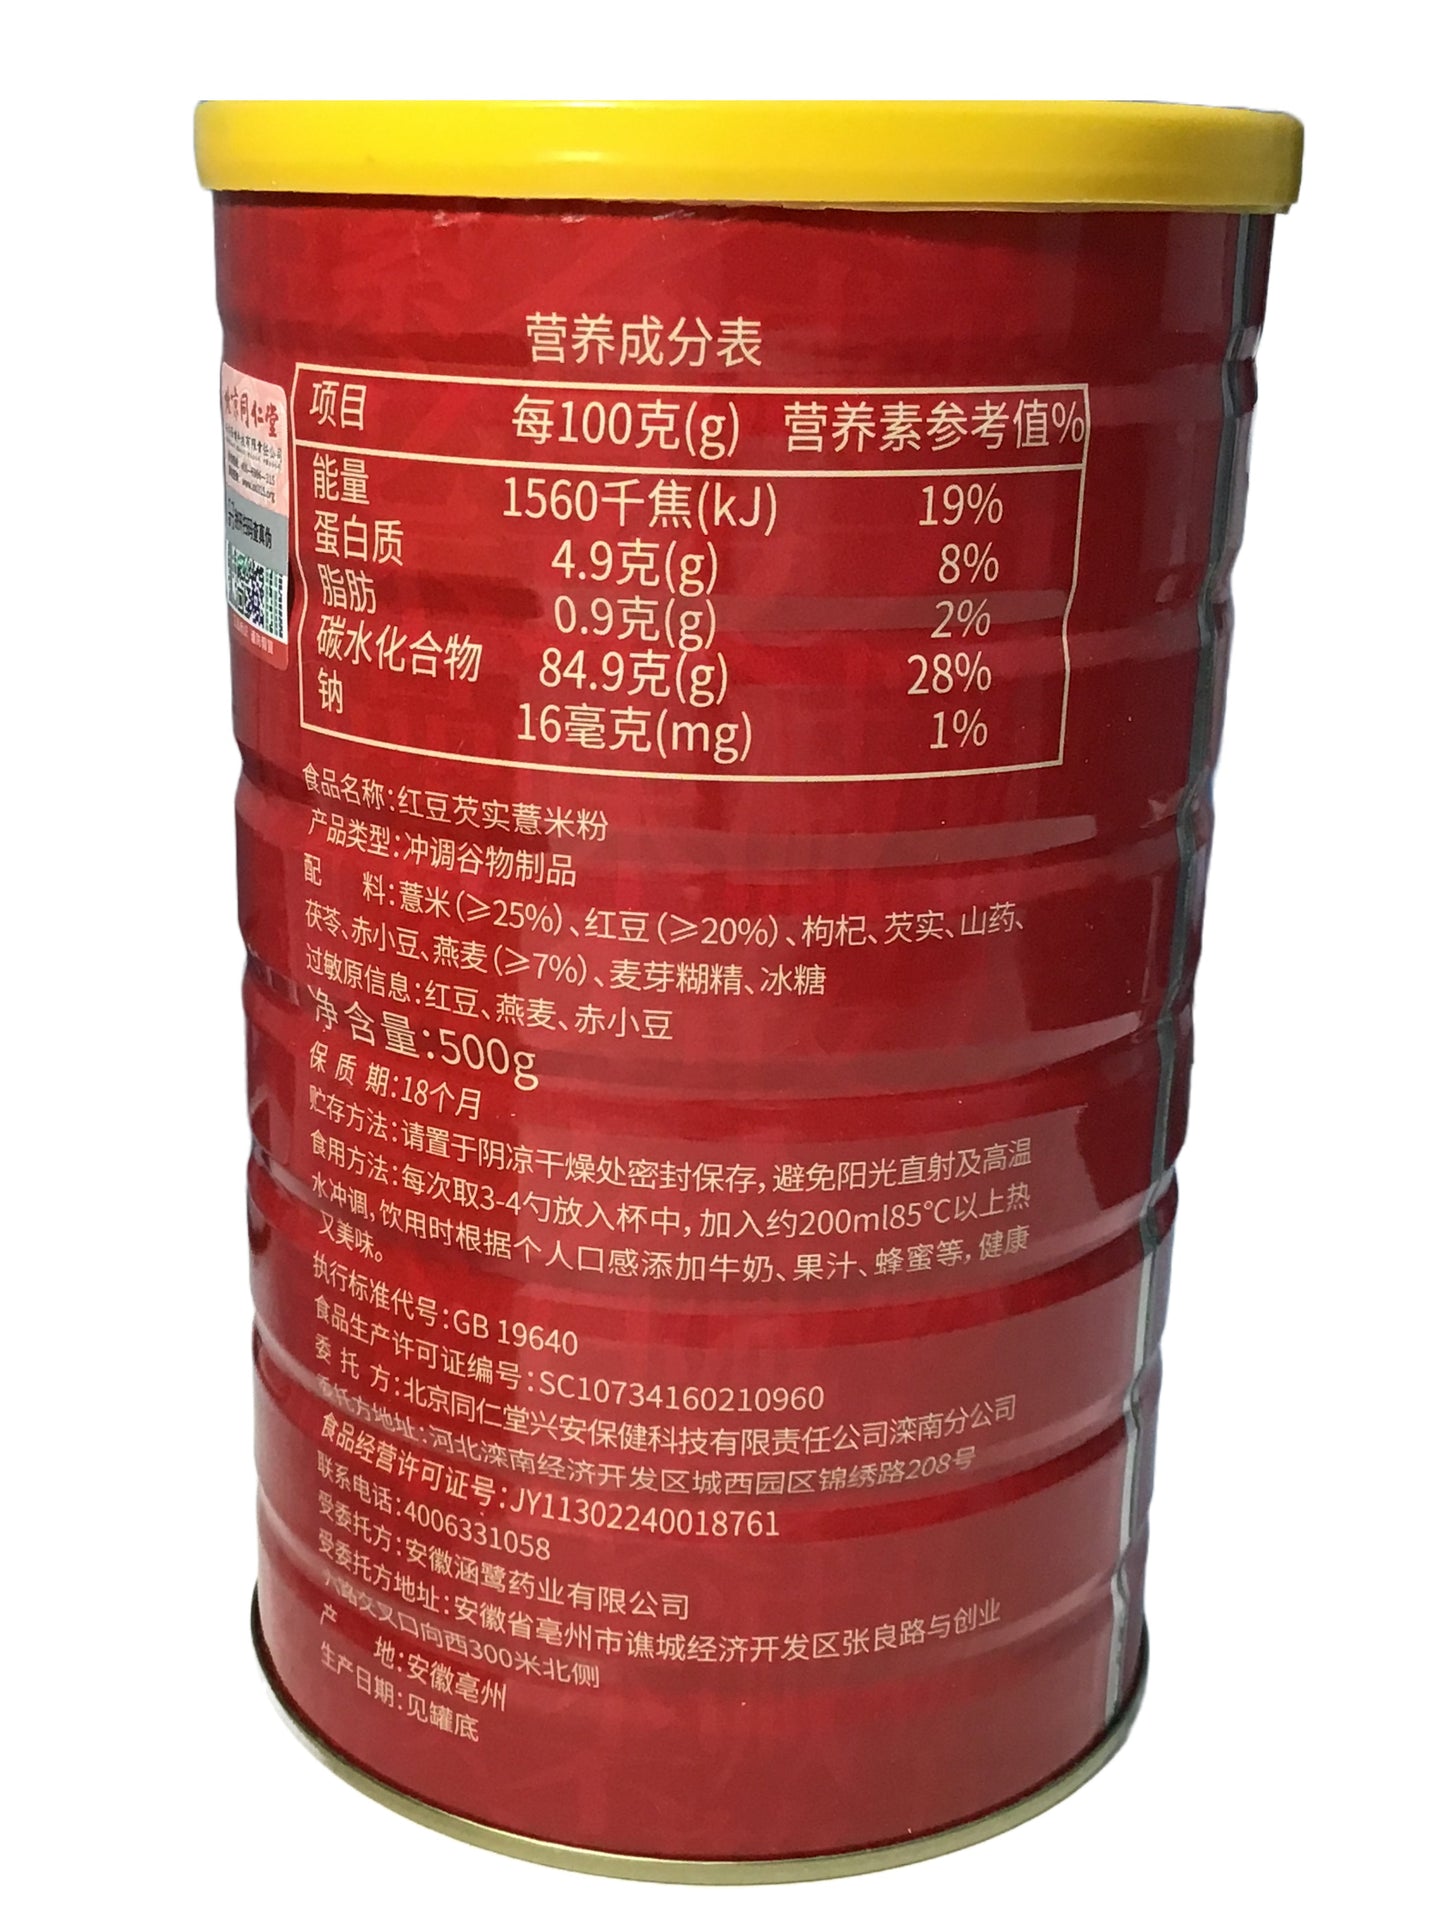 营养成分表
项目 每100克(g) 营养素参考值%
能量 1560千焦(kJ) 19%
蛋白质 4.9克(g) 8%
脂肪 0.9克(g) 2%
碳水化合物 84.9克(g) 28%
钠 16毫克(mg) 1%
食品名称:红豆芡实薏米粉
产品类型:冲调谷物制品
配 料:薏米(≥25%)、红豆(≥20%)、枸杞、芡实、山药、
茯苓、赤小豆、燕麦(≥7%)、麦芽糊精、冰糖
过敏原信息:红豆、燕麦、赤小豆
净含量:500g
保质期:18个月
贮存方法:请置于阴凉干燥处密封保存,避免阳光直射及高温
食用方法:每次取3-4勺放入杯中,加入约200ml85℃以上热
水冲调,饮用时根据个人口感添加牛奶、果汁、蜂蜜等,健康
又美味。
执行标准代号:GB 19640
食品生产许可证编号:SC10734160210960
委托方:北京同仁堂兴安保健科技有限责任公司滦南分公司
委托方地址:河北滦南经济开发区城西园区锦绣路208号
食品经营许可证号:JY11302240018761
联系电话:4006331058
受委托方:安徽涵鹭药业有限公司
受委托方地址:安徽省亳州市谯城经济开发区张良路与创业
六路交叉口向西300米北侧
产 地:安徽亳州
生产日期:见罐底
北京同仁堂